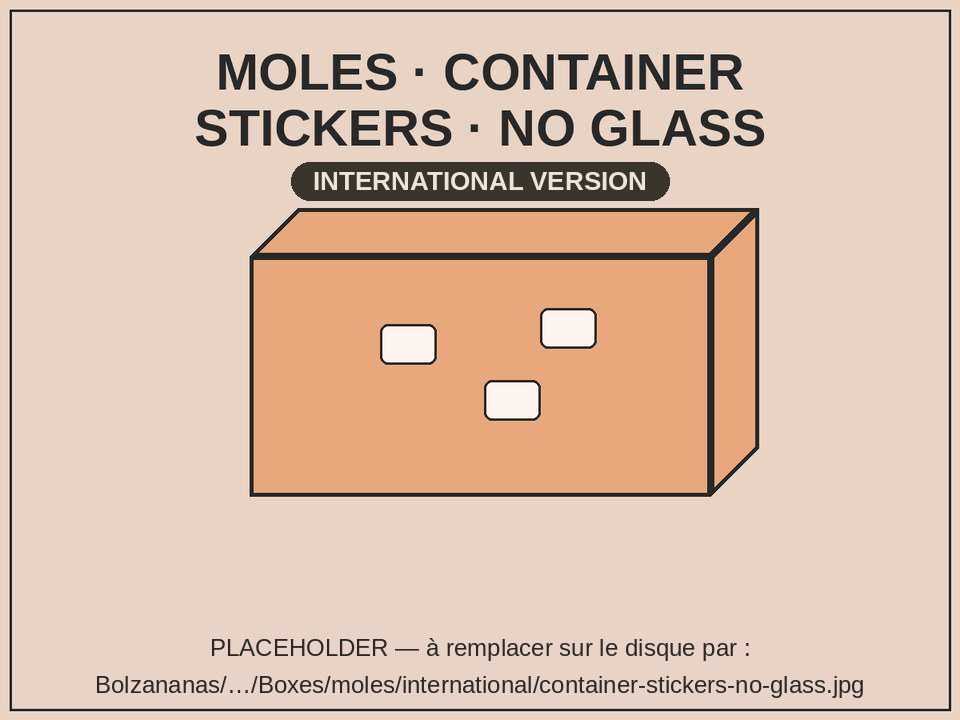 MOLES · CONTAINER
STICKERS · NO GLASS
INTERNATIONAL VERSION
PLACEHOLDER — à remplacer sur le disque par :
Bolzananas/…/Boxes/moles/international/container-stickers-no-glass.jpg